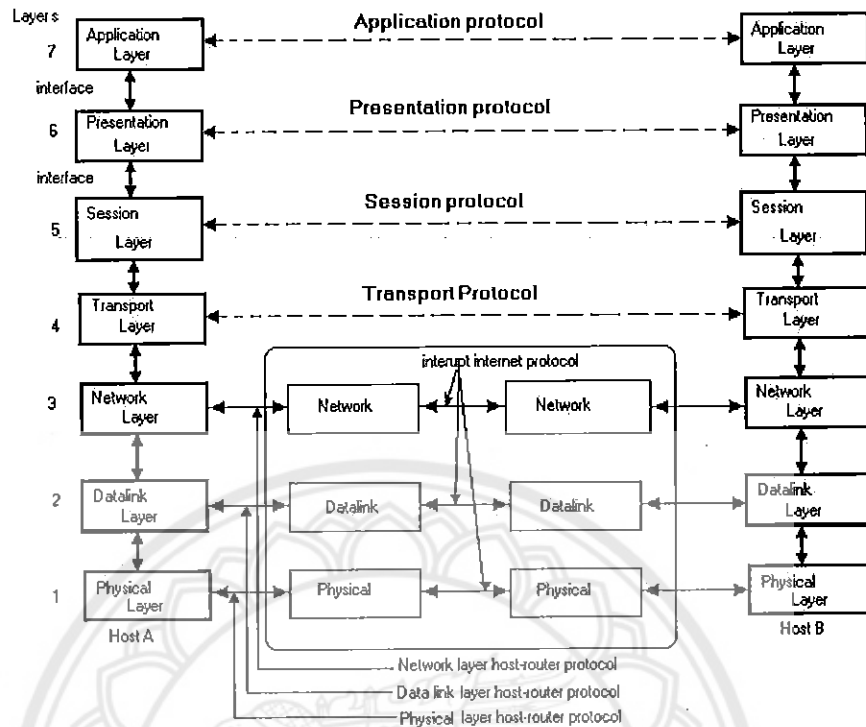 Layers
Application protocol
7
Application
Layer
Application
Layer
interface
Presentation protocol
6
Presentation
Layer
Presentation
Layer
interface
Session protocol
5
Session
Layer
Session
Layer
Transport Protocol
4
Transport
Layer
Transport
Layer
interupt internet protocol
3
Network
Layer
Network
Network
Network
Layer
2
Datalink
Layer
Datalink
Datalink
Datalink
Layer
1
Physical
Layer
Physical
Physical
Physical
Layer
Host A
Host B
Network layer host-router protocol
Data link layer host-router protocol
Physical layer host-router protocol